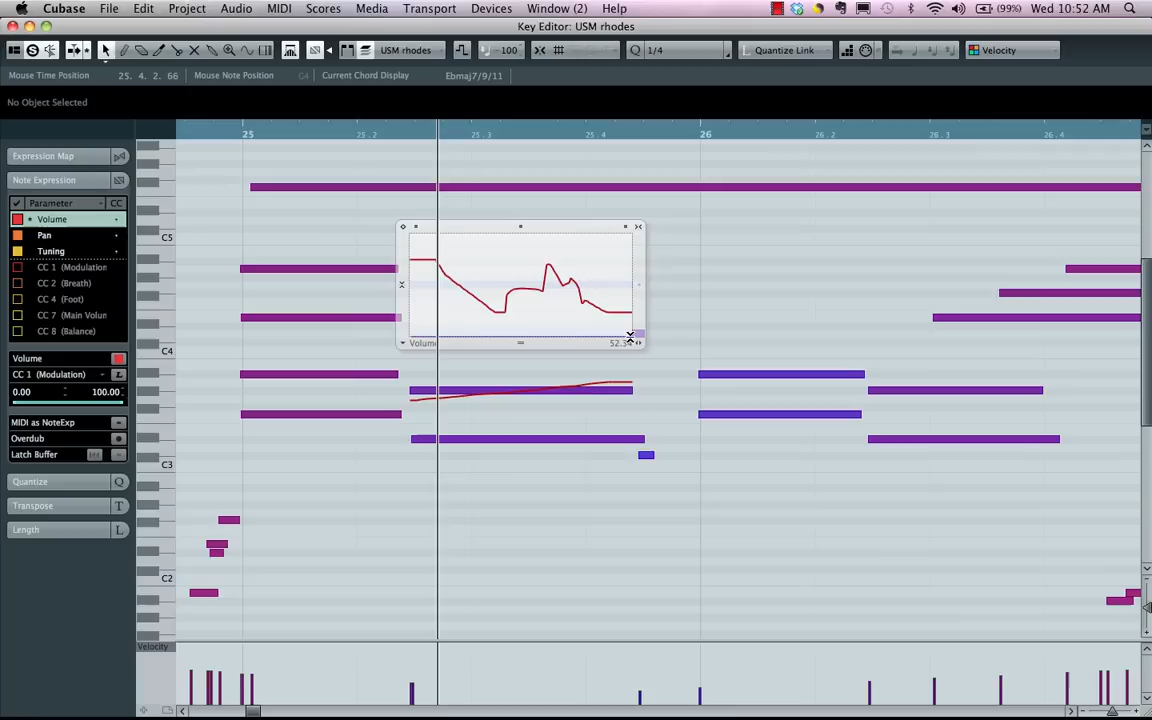 Cubase File Edit Project Audio MIDI Scores Media Transport Devices Window (2) Help (99%) Wed 10:52 AM
Key Editor: USM rhodes
USM rhodes 100 Q 1/4 Quantize Link Velocity
Mouse Time Position 25. 4. 2. 66 Mouse Note Position G4 Current Chord Display Ebmaj7/9/11
No Object Selected
25 25.2 25.3 25.4 26 26.2 26.3 26.4
Expression Map
Note Expression
Parameter CC
Volume
Pan
Tuning
CC 1 (Modulation
CC 2 (Breath)
CC 4 (Foot)
CC 7 (Main Volun
CC 8 (Balance)
Volume
CC 1 (Modulation) L
0.00 100.00
MIDI as NoteExp
Overdub
Latch Buffer
Quantize Q
Transpose T
Length L
C5
C4
C3
C2
Volume
Velocity